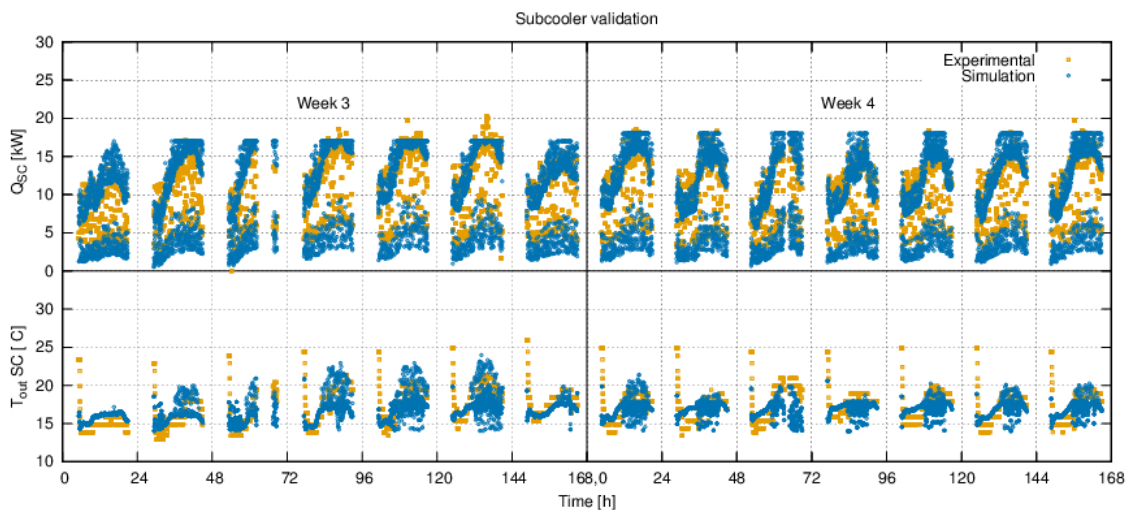 Subcooler validation
30
25
20
15
10
5
0
Q_SC [kW]
Week 3
Week 4
Experimental
Simulation
30
25
20
15
10
T_out SC [ C]
0 24 48 72 96 120 144 168,0 24 48 72 96 120 144 168
Time [h]